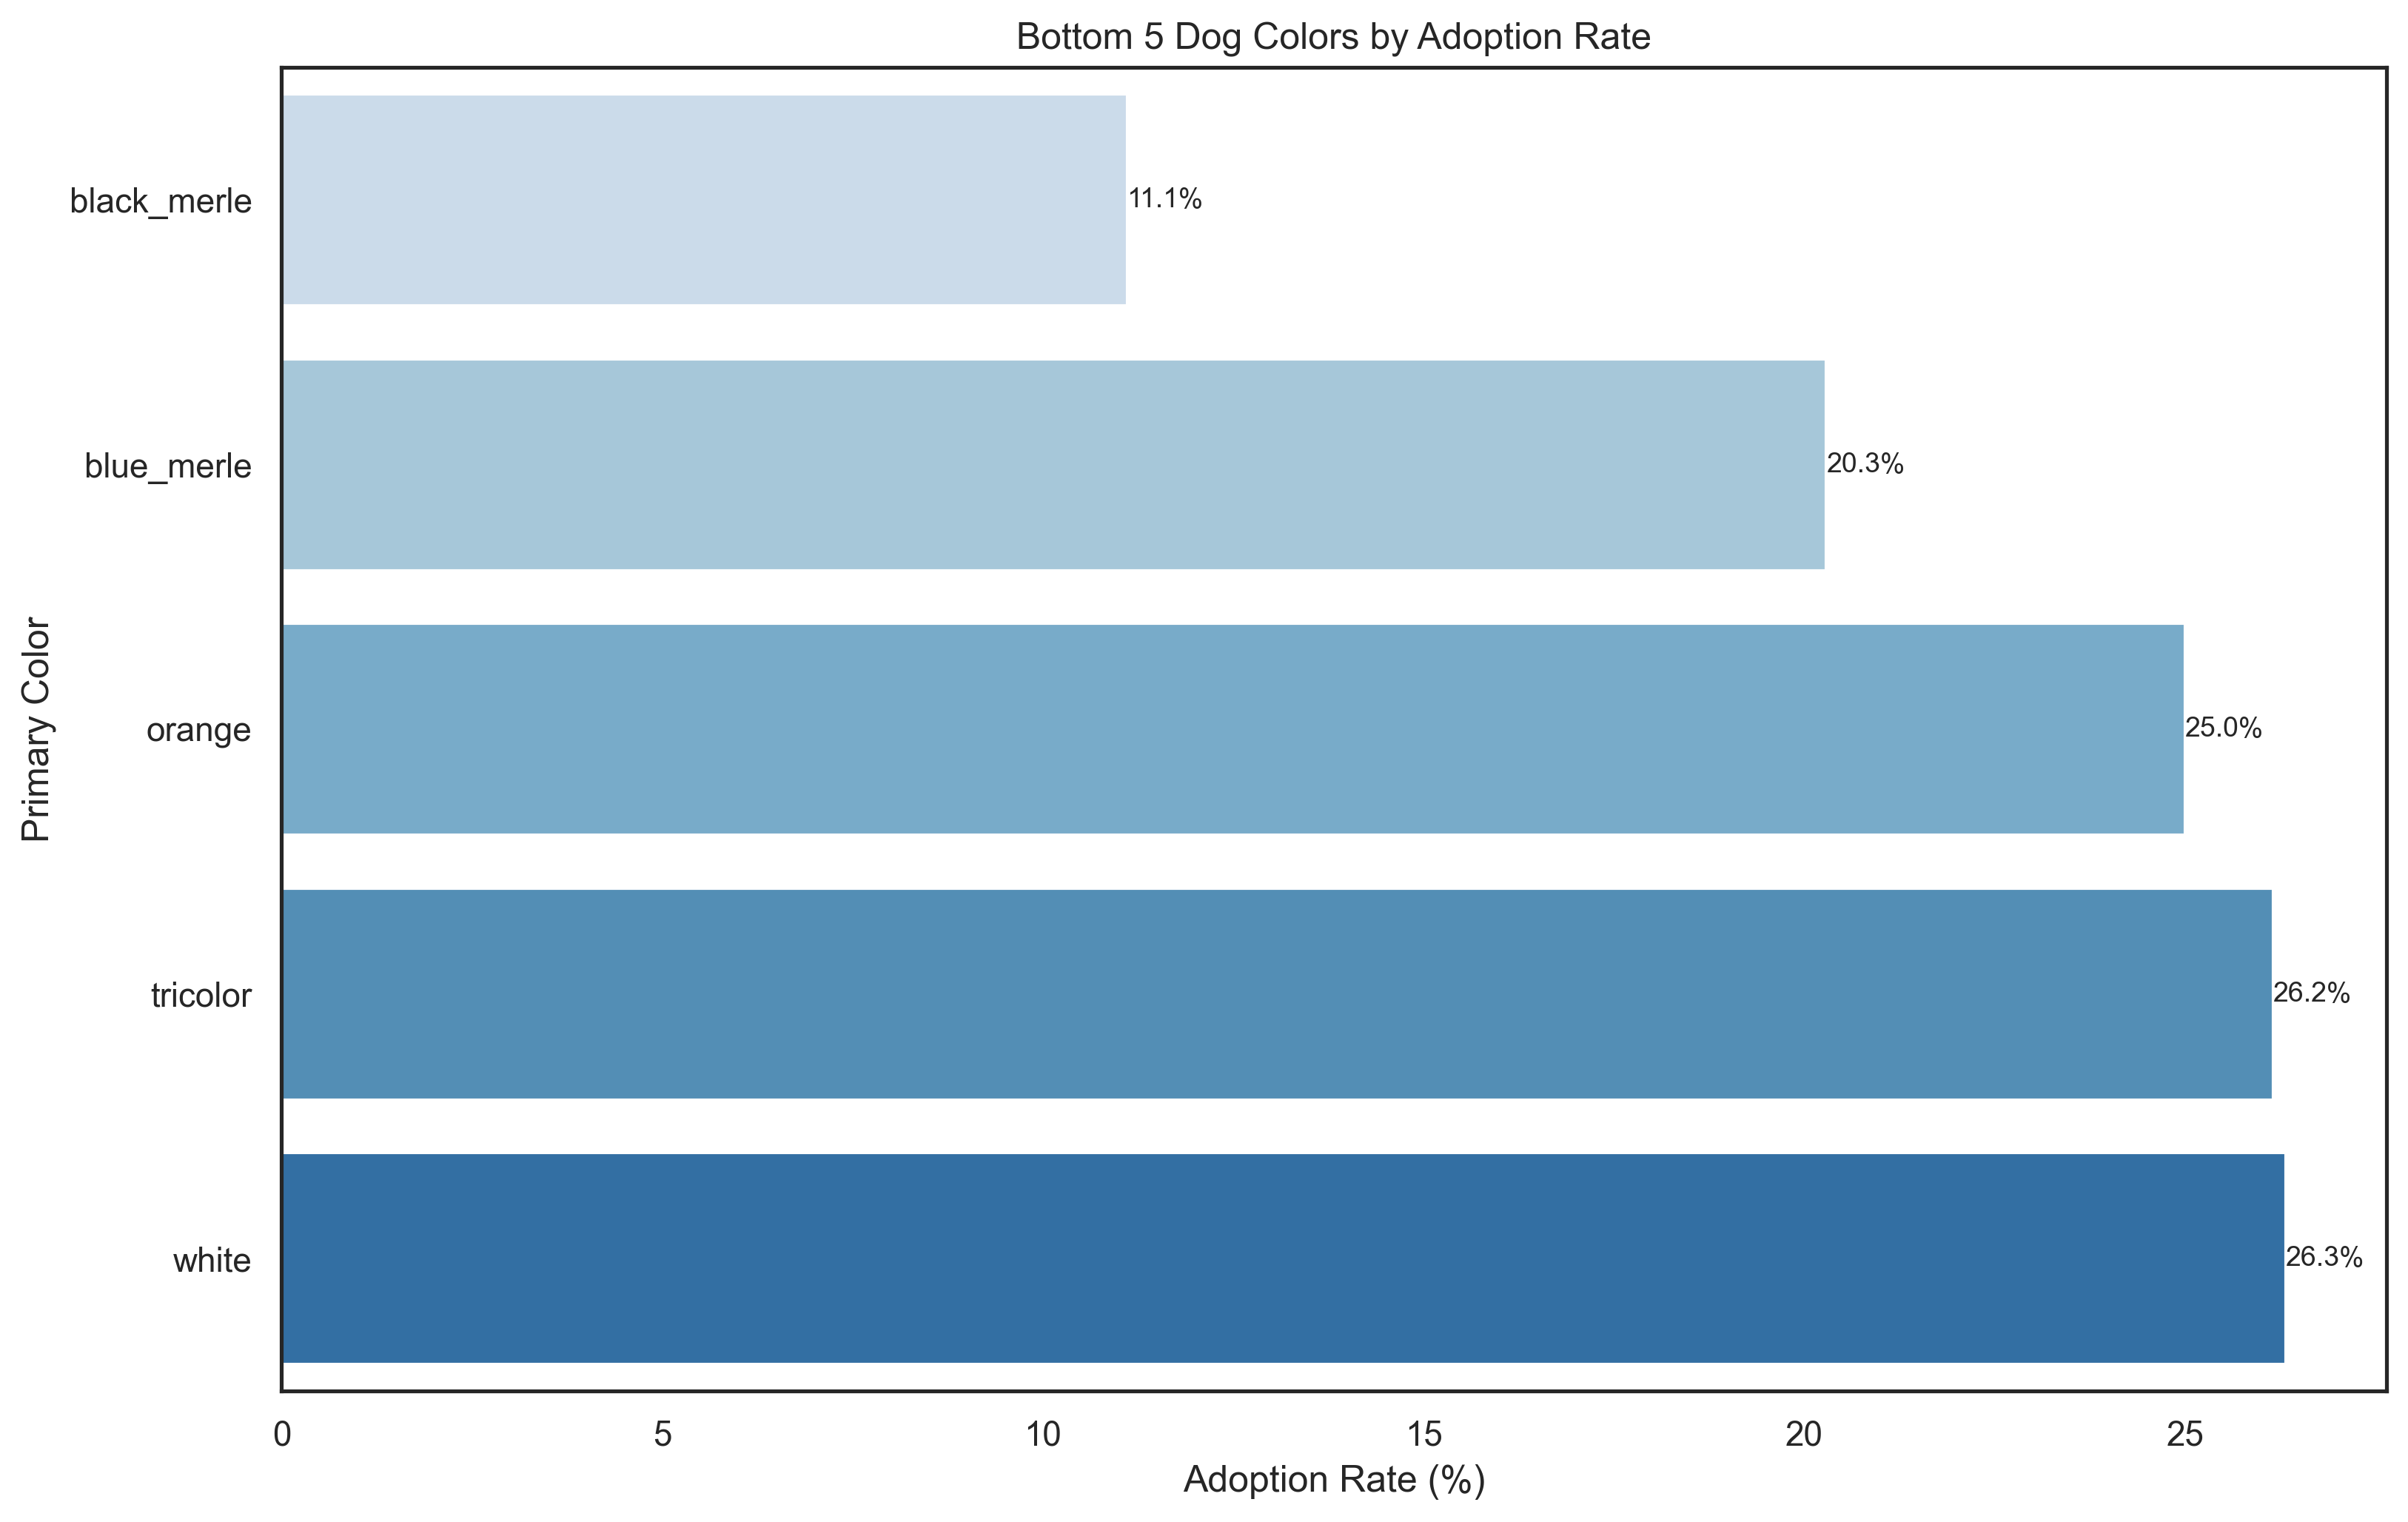 Bottom 5 Dog Colors by Adoption Rate
black_merle
11.1%
blue_merle
20.3%
Primary Color
orange
25.0%
tricolor
26.2%
white
26.3%
0 5 10 15 20 25
Adoption Rate (%)